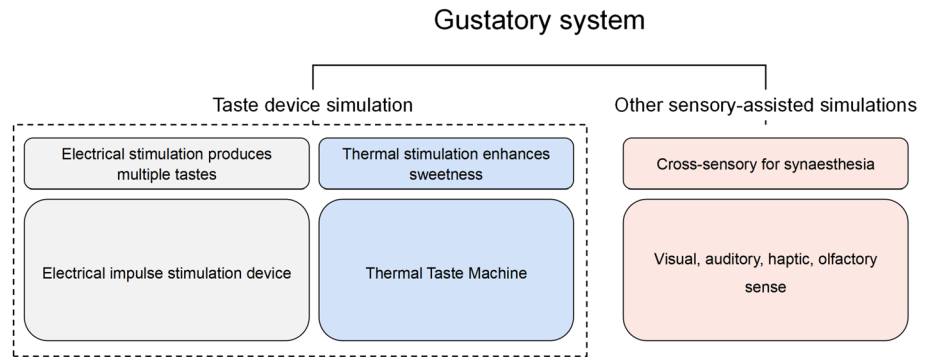 Gustatory system
Taste device simulation
Other sensory-assisted simulations
Electrical stimulation produces
multiple tastes
Thermal stimulation enhances
sweetness
Cross-sensory for synaesthesia
Electrical impulse stimulation device
Thermal Taste Machine
Visual, auditory, haptic, olfactory
sense